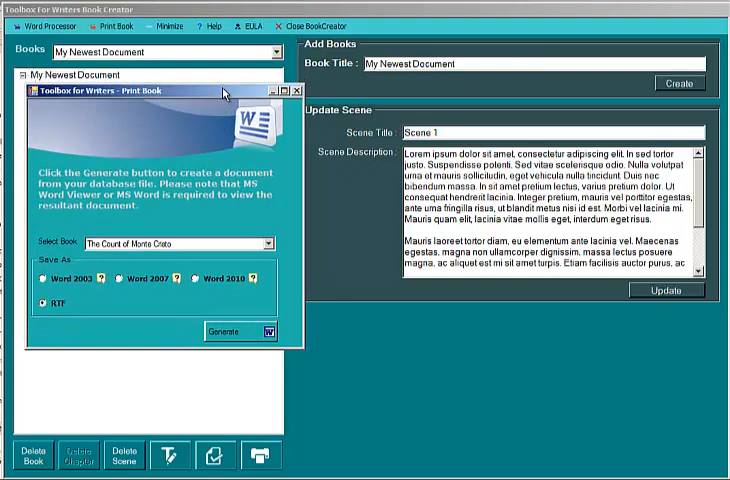 Toolbox For Writers Book Creator
Word Processor
Print Book
Minimize
Help
EULA
Close BookCreator
Books
My Newest Document
My Newest Document
Add Books
Book Title :
My Newest Document
Create
Update Scene
Scene Title :
Scene 1
Scene Description :
Lorem ipsum dolor sit amet, consectetur adipiscing elit. In sed tortor
justo. Suspendisse potenti. Sed vitae scelerisque odio. Nulla volutpat
urna et mauris sollicitudin, eget vehicula nulla tincidunt. Duis nec
bibendum massa. In sit amet pretium lectus, varius pretium dolor. Ut
consequat hendrerit lacinia. Integer pretium, mauris vel porttitor egestas,
ante urna fringilla risus, ut blandit metus nisi id est. Morbi vel lacinia mi.
Mauris quam elit, lacinia vitae mollis eget, interdum eget risus.
Mauris laoreet tortor diam, eu elementum ante lacinia vel. Maecenas
egestas, magna non ullamcorper dignissim, massa lectus posuere
magna, ac aliquet est mi sit amet turpis. Etiam facilisis auctor purus, ac
Update
Toolbox for Writers - Print Book
W
Click the Generate button to create a document
from your database file. Please note that MS
Word Viewer or MS Word is required to view the
resultant document.
Select Book
The Count of Monte Cristo
Save As
Word 2003 ?
Word 2007 ?
Word 2010 ?
RTF
Generate W
Delete Book
Delete Chapter
Delete Scene